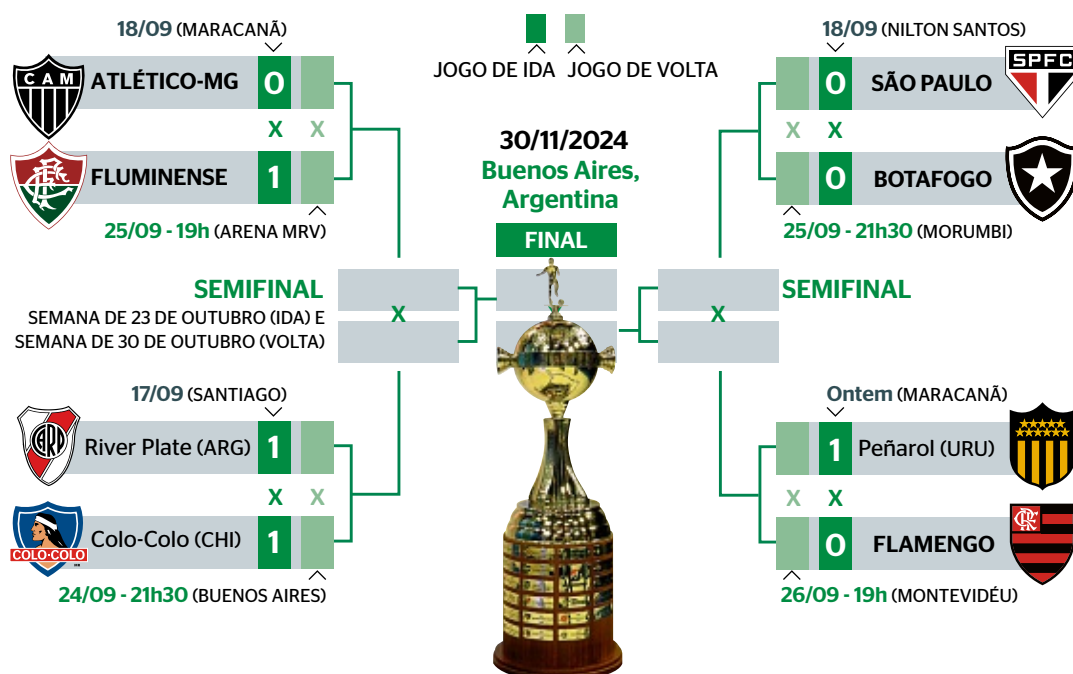 18/09 (MARACANÃ)
CAM
ATLÉTICO-MG 0
X X
FLUMINENSE 1
25/09 - 19h (ARENA MRV)
JOGO DE IDA JOGO DE VOLTA
30/11/2024
Buenos Aires,
Argentina
FINAL
18/09 (NILTON SANTOS)
0 SÃO PAULO
SPFC
X X
0 BOTAFOGO
25/09 - 21h30 (MORUMBI)
SEMIFINAL
SEMANA DE 23 DE OUTUBRO (IDA) E
SEMANA DE 30 DE OUTUBRO (VOLTA)
X
X
SEMIFINAL
17/09 (SANTIAGO)
CARP
River Plate (ARG) 1
X X
COLO-COLO
Colo-Colo (CHI) 1
24/09 - 21h30 (BUENOS AIRES)
Ontem (MARACANÃ)
1 Peñarol (URU)
X X
0 FLAMENGO
26/09 - 19h (MONTEVIDÉU)